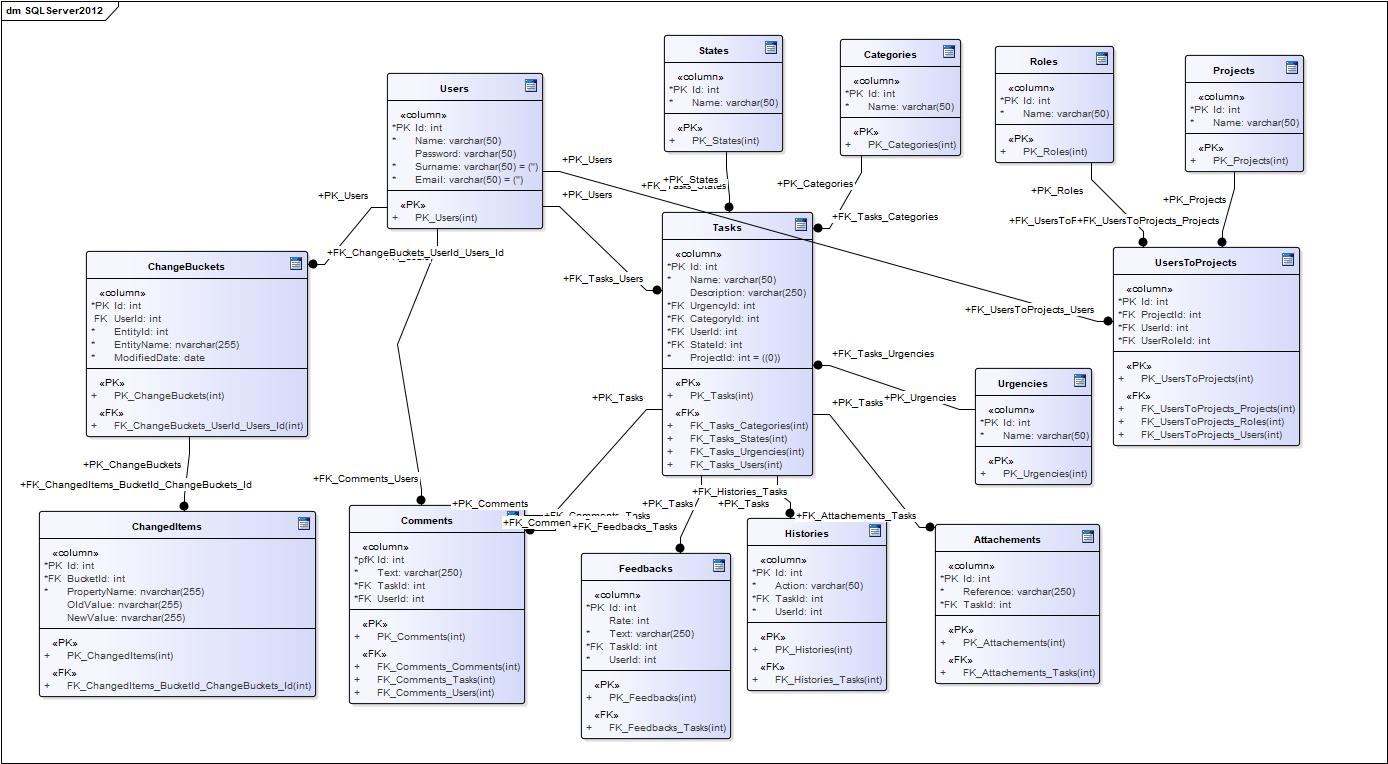 dm SQLServer2012
States
«column»
*PK Id: int
* Name: varchar(50)
«PK»
+ PK_States(int)
Categories
«column»
*PK Id: int
* Name: varchar(50)
«PK»
+ PK_Categories(int)
Roles
«column»
*PK Id: int
* Name: varchar(50)
«PK»
+ PK_Roles(int)
Projects
«column»
*PK Id: int
* Name: varchar(50)
«PK»
+ PK_Projects(int)
Users
«column»
*PK Id: int
* Name: varchar(50)
Password: varchar(50)
* Surname: varchar(50) = ('')
* Email: varchar(50) = ('')
«PK»
+ PK_Users(int)
+PK_Users
+PK_Users
+PK_Users
+PK_States
+FK_Tasks_States
+PK_Categories
+FK_Tasks_Categories
+PK_Roles
+PK_Projects
+FK_UsersToP
+FK_UsersToProjects_Projects
+FK_ChangeBuckets_UserId_Users_Id
+FK_Tasks_Users
+FK_UsersToProjects_Users
ChangeBuckets
«column»
*PK Id: int
FK UserId: int
* EntityId: int
* EntityName: nvarchar(255)
* ModifiedDate: date
«PK»
+ PK_ChangeBuckets(int)
«FK»
+ FK_ChangeBuckets_UserId_Users_Id(int)
Tasks
«column»
*PK Id: int
* Name: varchar(50)
Description: varchar(250)
*FK UrgencyId: int
*FK CategoryId: int
*FK UserId: int
*FK StateId: int
* ProjectId: int = ((0))
«PK»
+ PK_Tasks(int)
«FK»
+ FK_Tasks_Categories(int)
+ FK_Tasks_States(int)
+ FK_Tasks_Urgencies(int)
+ FK_Tasks_Users(int)
UsersToProjects
«column»
*PK Id: int
*FK ProjectId: int
*FK UserId: int
*FK UserRoleId: int
«PK»
+ PK_UsersToProjects(int)
«FK»
+ FK_UsersToProjects_Projects(int)
+ FK_UsersToProjects_Roles(int)
+ FK_UsersToProjects_Users(int)
+FK_Tasks_Urgencies
+PK_Tasks
+PK_Urgencies
+PK_Tasks
Urgencies
«column»
*PK Id: int
* Name: varchar(50)
«PK»
+ PK_Urgencies(int)
+PK_ChangeBuckets
+FK_ChangedItems_BucketId_ChangeBuckets_Id
+FK_Comments_Users
+PK_Comments
+FK_Commen
+FK_Comments_Tasks
+FK_Feedbacks_Tasks
+PK_Tasks
+FK_Histories_Tasks
+PK_Tasks
+FK_Attachements_Tasks
ChangedItems
«column»
*PK Id: int
*FK BucketId: int
* PropertyName: nvarchar(255)
OldValue: nvarchar(255)
NewValue: nvarchar(255)
«PK»
+ PK_ChangedItems(int)
«FK»
+ FK_ChangedItems_BucketId_ChangeBuckets_Id(int)
Comments
«column»
*pfK Id: int
* Text: varchar(250)
*FK TaskId: int
*FK UserId: int
«PK»
+ PK_Comments(int)
«FK»
+ FK_Comments_Comments(int)
+ FK_Comments_Tasks(int)
+ FK_Comments_Users(int)
Feedbacks
«column»
*PK Id: int
Rate: int
* Text: varchar(250)
*FK TaskId: int
* UserId: int
«PK»
+ PK_Feedbacks(int)
«FK»
+ FK_Feedbacks_Tasks(int)
Histories
«column»
*PK Id: int
* Action: varchar(50)
*FK TaskId: int
* UserId: int
«PK»
+ PK_Histories(int)
«FK»
+ FK_Histories_Tasks(int)
Attachements
«column»
*PK Id: int
* Reference: varchar(250)
*FK TaskId: int
«PK»
+ PK_Attachements(int)
«FK»
+ FK_Attachements_Tasks(int)